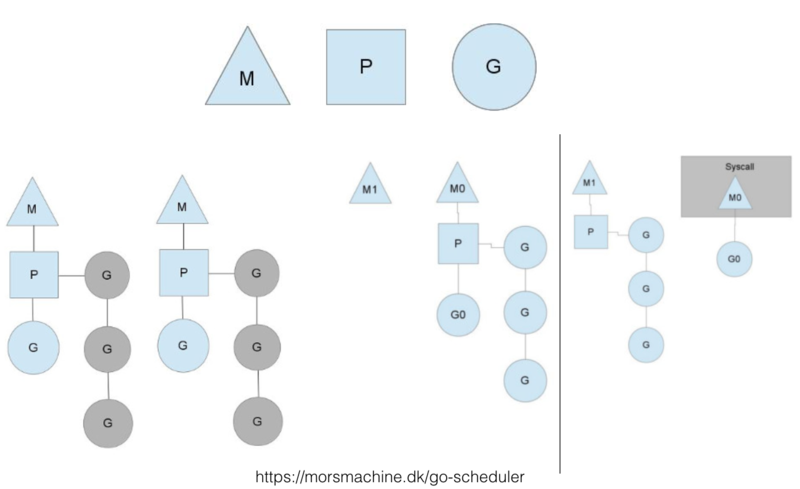 M P G
M M
P G P G
G G G G
G G
M1 M0
P G
G0 G
G
M1 Syscall
M0
P G
G0
G
G
https://morsmachine.dk/go-scheduler